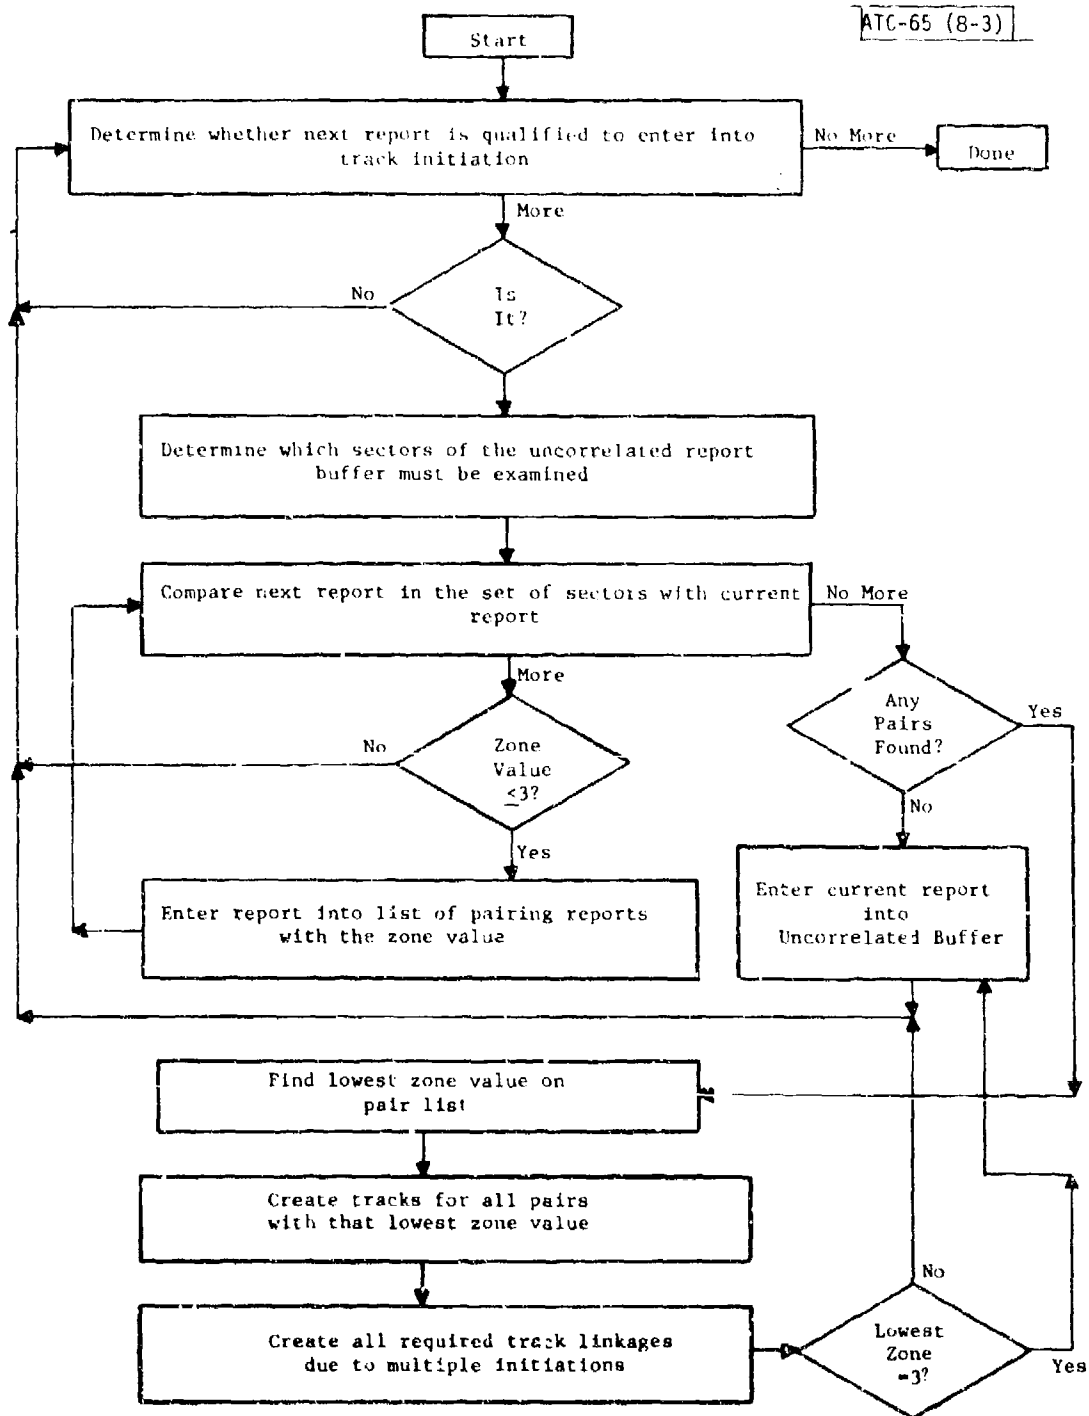 ATC-65 (8-3)
Start
Determine whether next report is qualified to enter into
track initiation
No More
Done
More
Is
It?
No
Determine which sectors of the uncorrelated report
buffer must be examined
Compare next report in the set of sectors with current
report
No More
More
Any
Pairs
Found?
Yes
No
Zone
Value
≤3?
No
Yes
Enter report into list of pairing reports
with the zone value
Enter current report
into
Uncorrelated Buffer
Find lowest zone value on
pair list
Create tracks for all pairs
with that lowest zone value
Create all required track linkages
due to multiple initiations
No
Lowest
Zone
=3?
Yes